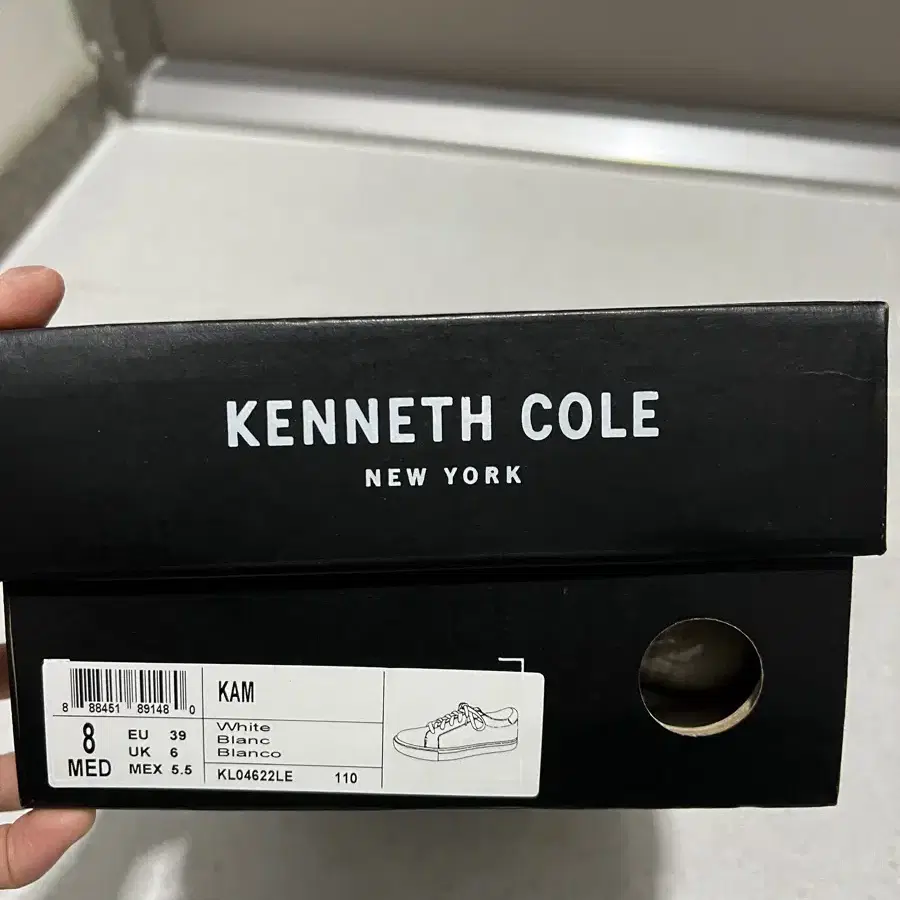 KENNETH COLE
NEW YORK
8 88451 89148 0
KAM
8
MED
EU 39
UK 6
MEX 5.5
White
Blanc
Blanco
KL04622LE 110